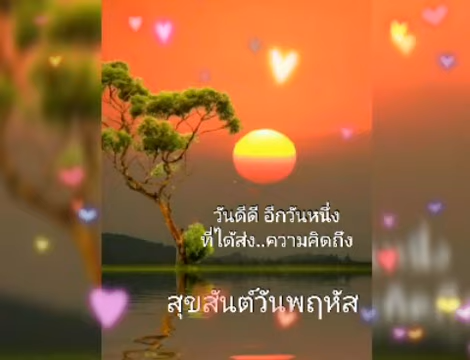 วันดีดี อีกวันหนึ่ง
ที่ได้ส่ง..ความคิดถึง
สุขสันต์วันพฤหัส